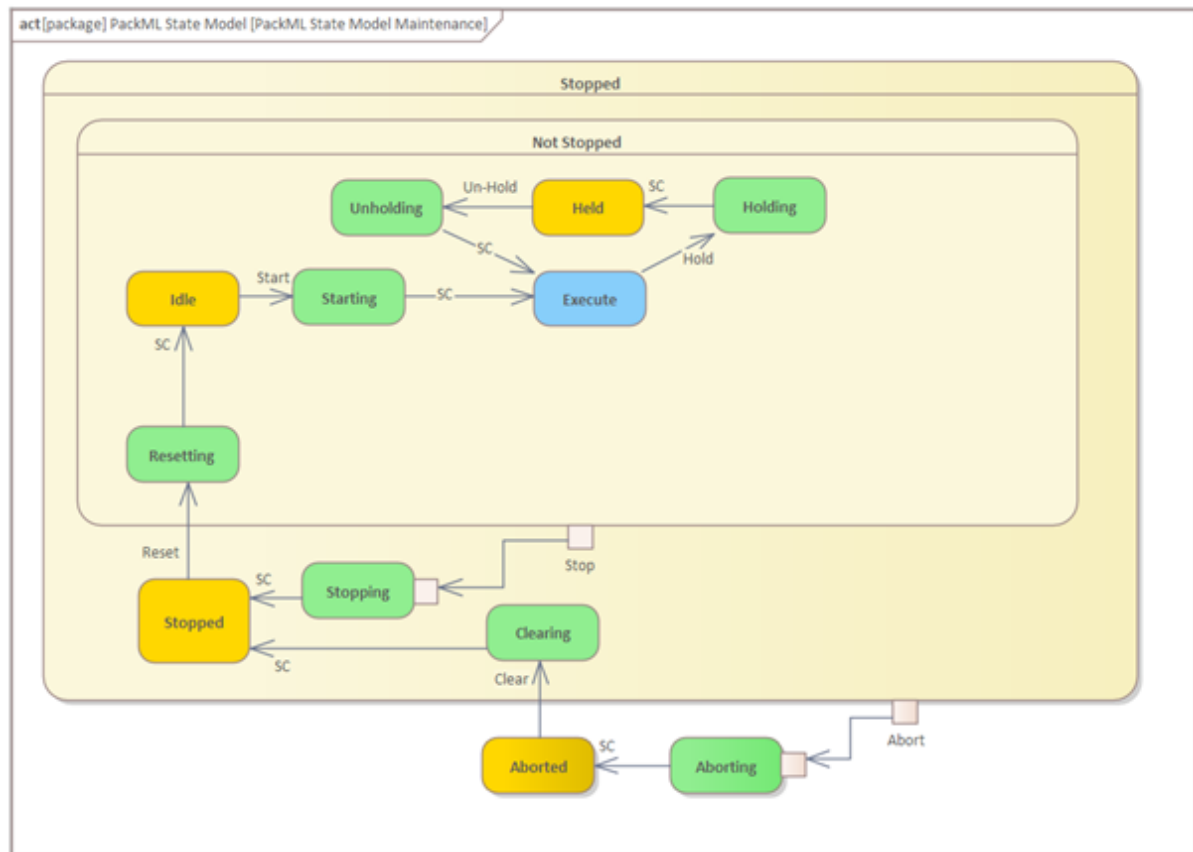 act [package] PackML State Model [PackML State Model Maintenance]
Stopped
Not Stopped
Unholding
Un-Hold
Held
SC
Holding
SC
Hold
Idle
Start
Starting
SC
Execute
SC
Resetting
Reset
Stop
SC
Stopping
Stopped
Clearing
SC
Clear
Abort
SC
Aborted
Aborting